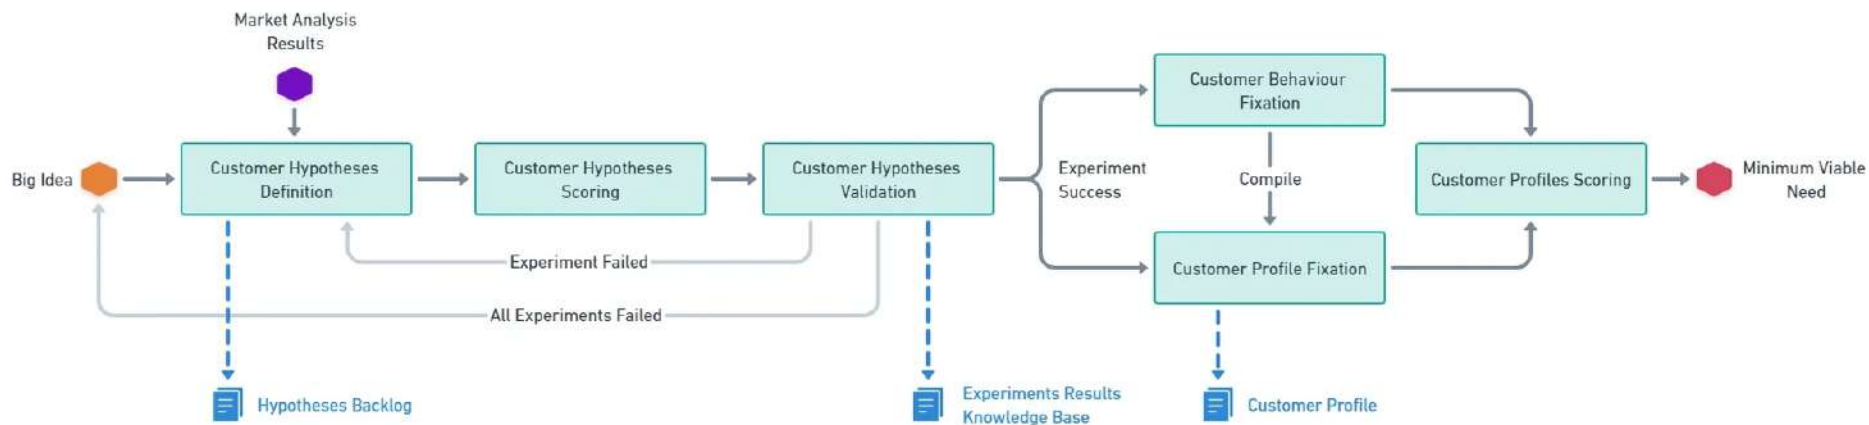 Market Analysis
Results
Big Idea
Customer Hypotheses
Definition
Customer Hypotheses
Scoring
Customer Hypotheses
Validation
Experiment
Success
Customer Behaviour
Fixation
Compile
Customer Profile Fixation
Customer Profiles Scoring
Minimum Viable
Need
Experiment Failed
All Experiments Failed
Hypotheses Backlog
Experiments Results
Knowledge Base
Customer Profile